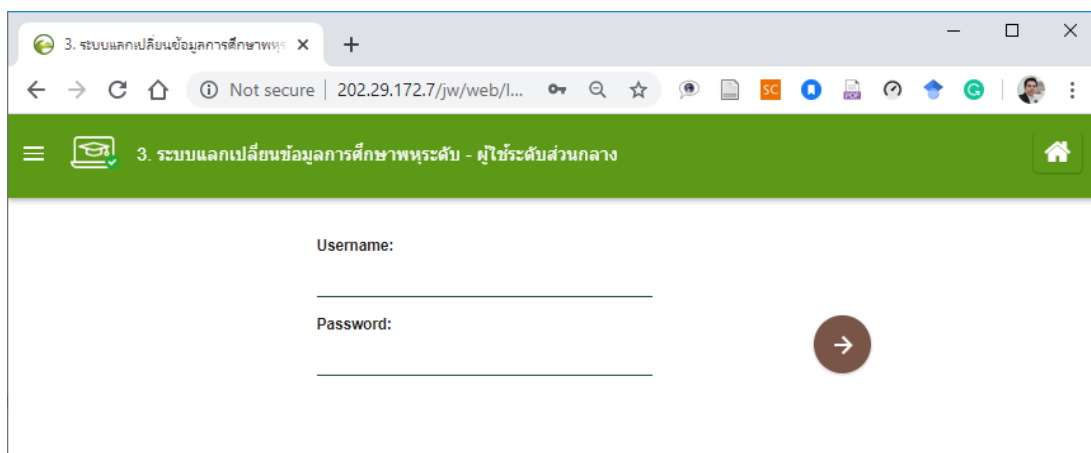 3. ระบบแลกเปลี่ยนข้อมูลการศึกษาพหุระ
Not secure | 202.29.172.7/jw/web/l...
SC
PDF
G
3. ระบบแลกเปลี่ยนข้อมูลการศึกษาพหุระดับ - ผู้ใช้ระดับส่วนกลาง
Username:
Password: